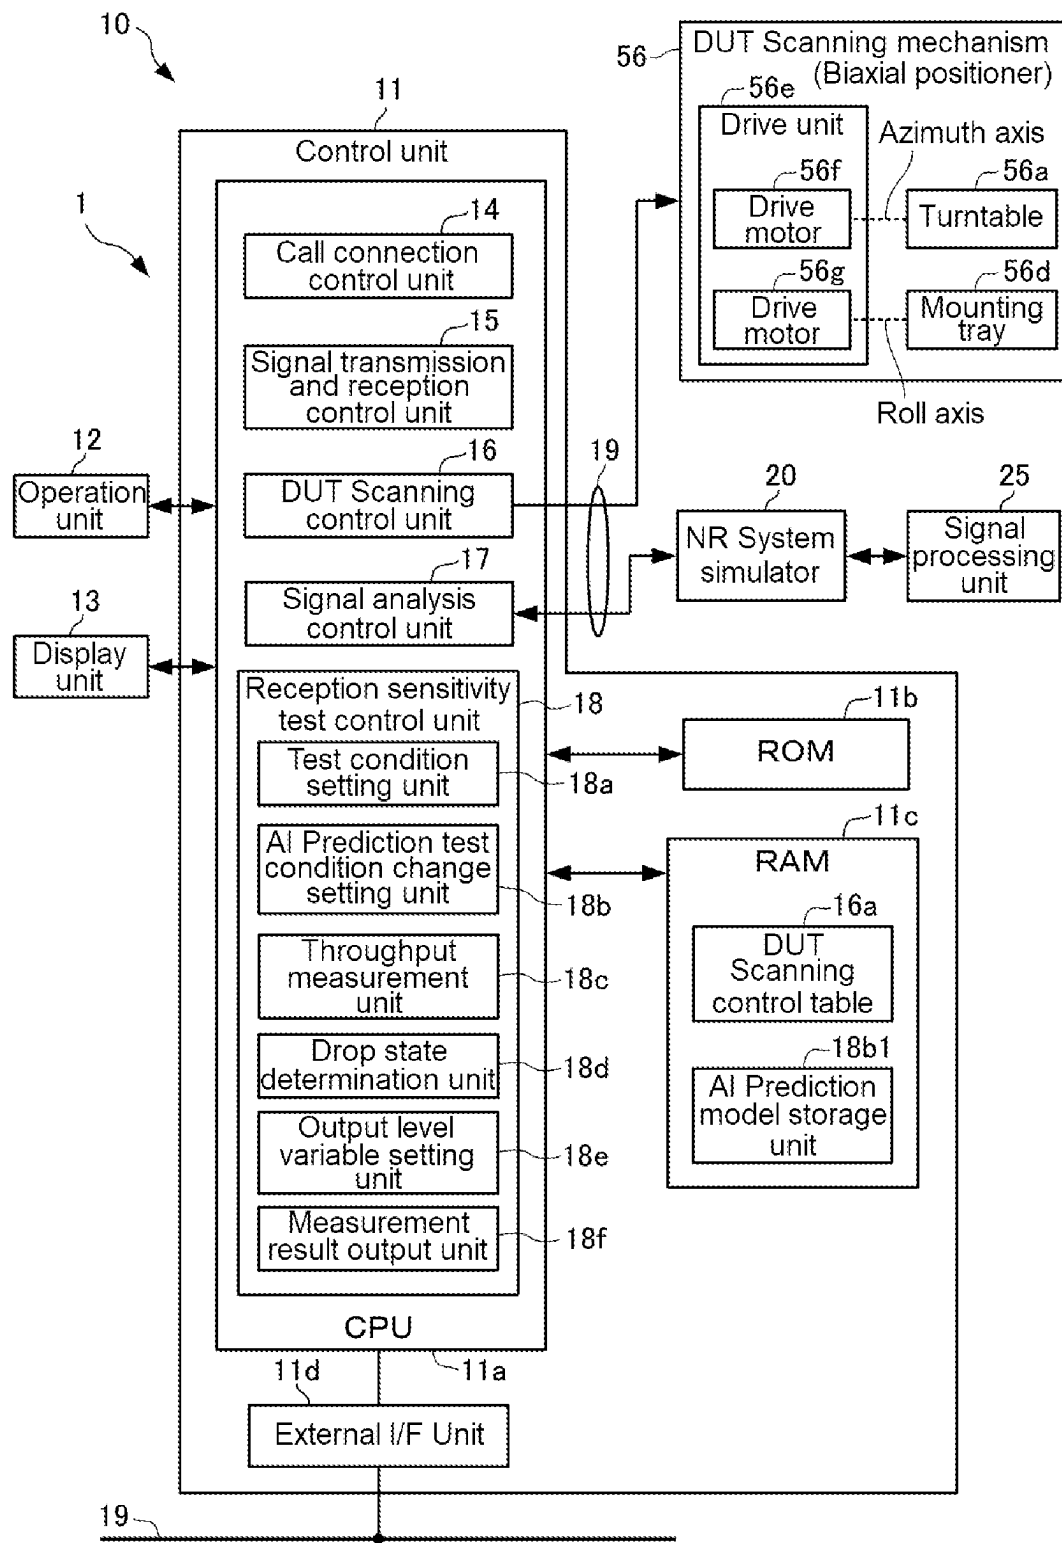 10
1
11
Control unit
14
Call connection
control unit
15
Signal transmission
and reception
control unit
16
DUT Scanning
control unit
17
Signal analysis
control unit
Reception sensitivity
test control unit
18
Test condition
setting unit
18a
AI Prediction test
condition change
setting unit
18b
Throughput
measurement
unit
18c
Drop state
determination unit
18d
Output level
variable setting
unit
18e
Measurement
result output unit
18f
CPU
11a
11d
External I/F Unit
19
12
Operation
unit
13
Display
unit
56
DUT Scanning mechanism
(Biaxial positioner)
56e
Drive unit
56f
Drive
motor
56g
Drive
motor
Azimuth axis
56a
Turntable
56d
Mounting
tray
Roll axis
19
20
NR System
simulator
25
Signal
processing
unit
11b
ROM
11c
RAM
16a
DUT
Scanning
control table
18b1
AI Prediction
model storage
unit